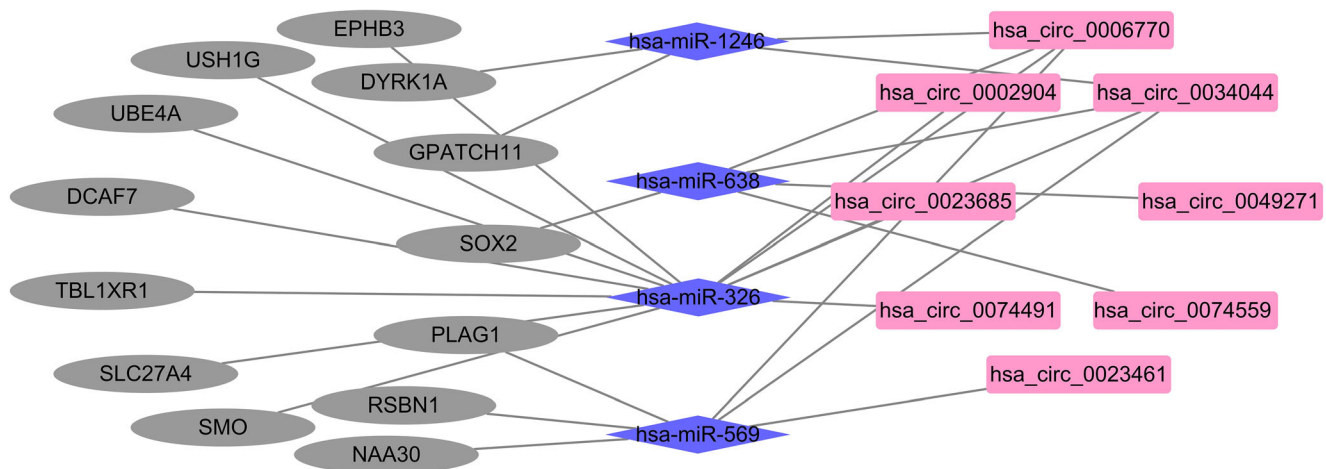 EPHB3
hsa_circ_0006770
hsa-miR-1246
USH1G
DYRK1A
hsa_circ_0002904
hsa_circ_0034044
UBE4A
GPATCH11
hsa-miR-638
DCAF7
hsa_circ_0023685
hsa_circ_0049271
SOX2
TBL1XR1
hsa-miR-326
hsa_circ_0074491
hsa_circ_0074559
PLAG1
SLC27A4
hsa_circ_0023461
RSBN1
SMO
hsa-miR-569
NAA30